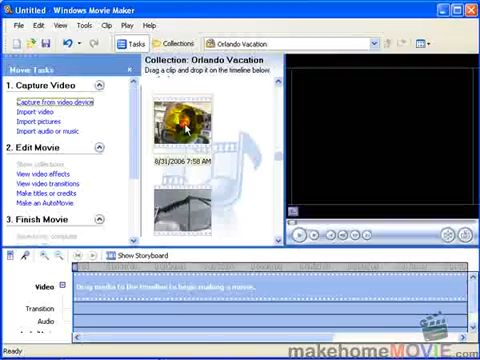 Untitled - Windows Movie Maker
File Edit View Tools Clip Play Help
Tasks Collections Orlando Vacation
Movie Tasks
1. Capture Video
Capture from video device
Import video
Import pictures
Import audio or music
2. Edit Movie
Show collections
View video effects
View video transitions
Make titles or credits
Make an AutoMovie
3. Finish Movie
Collection: Orlando Vacation
Drag a clip and drop it on the timeline below.
8/31/2006 7:58 AM
Show Storyboard
Video
Drag media to the timeline to begin making a movie.
Transition
Audio
Ready
makehomeMOVIE.com